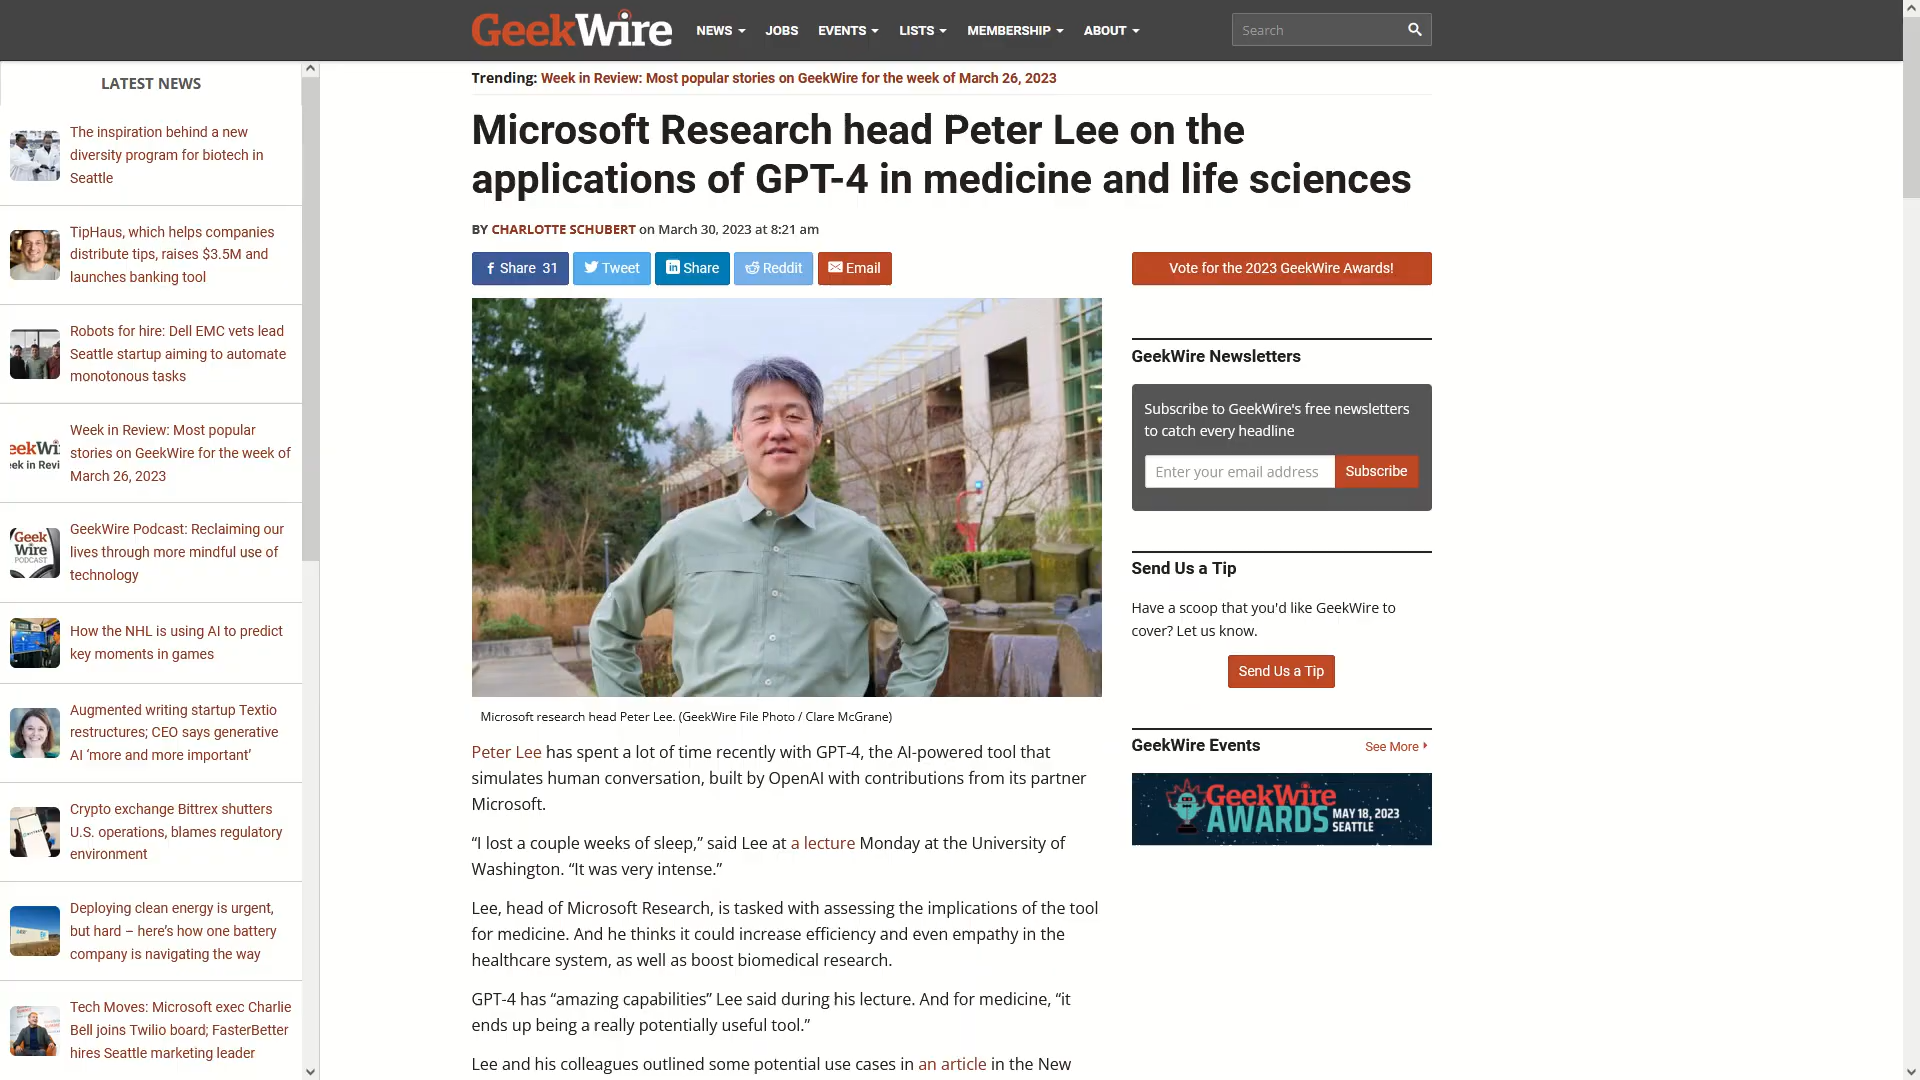 GeekWire
NEWS
JOBS
EVENTS
LISTS
MEMBERSHIP
ABOUT
Search
LATEST NEWS
The inspiration behind a new
diversity program for biotech in
Seattle
TipHaus, which helps companies
distribute tips, raises $3.5M and
launches banking tool
Robots for hire: Dell EMC vets lead
Seattle startup aiming to automate
monotonous tasks
eekWi
ek in Revi
Week in Review: Most popular
stories on GeekWire for the week of
March 26, 2023
Geek
Wire
PODCAST
GeekWire Podcast: Reclaiming our
lives through more mindful use of
technology
How the NHL is using AI to predict
key moments in games
Augmented writing startup Textio
restructures; CEO says generative
AI ‘more and more important’
Crypto exchange Bittrex shutters
U.S. operations, blames regulatory
environment
Deploying clean energy is urgent,
but hard – here’s how one battery
company is navigating the way
Tech Moves: Microsoft exec Charlie
Bell joins Twilio board; FasterBetter
hires Seattle marketing leader
Trending: Week in Review: Most popular stories on GeekWire for the week of March 26, 2023
Microsoft Research head Peter Lee on the
applications of GPT-4 in medicine and life sciences
BY CHARLOTTE SCHUBERT on March 30, 2023 at 8:21 am
Share 31
Tweet
Share
Reddit
Email
Microsoft research head Peter Lee. (GeekWire File Photo / Clare McGrane)
Peter Lee has spent a lot of time recently with GPT-4, the AI-powered tool that
simulates human conversation, built by OpenAI with contributions from its partner
Microsoft.
“I lost a couple weeks of sleep,” said Lee at a lecture Monday at the University of
Washington. “It was very intense.”
Lee, head of Microsoft Research, is tasked with assessing the implications of the tool
for medicine. And he thinks it could increase efficiency and even empathy in the
healthcare system, as well as boost biomedical research.
GPT-4 has “amazing capabilities” Lee said during his lecture. And for medicine, “it
ends up being a really potentially useful tool.”
Lee and his colleagues outlined some potential use cases in an article in the New
Vote for the 2023 GeekWire Awards!
GeekWire Newsletters
Subscribe to GeekWire's free newsletters
to catch every headline
Enter your email address
Subscribe
Send Us a Tip
Have a scoop that you'd like GeekWire to
cover? Let us know.
Send Us a Tip
GeekWire Events
See More
GeekWire
AWARDS
MAY 18, 2023
SEATTLE